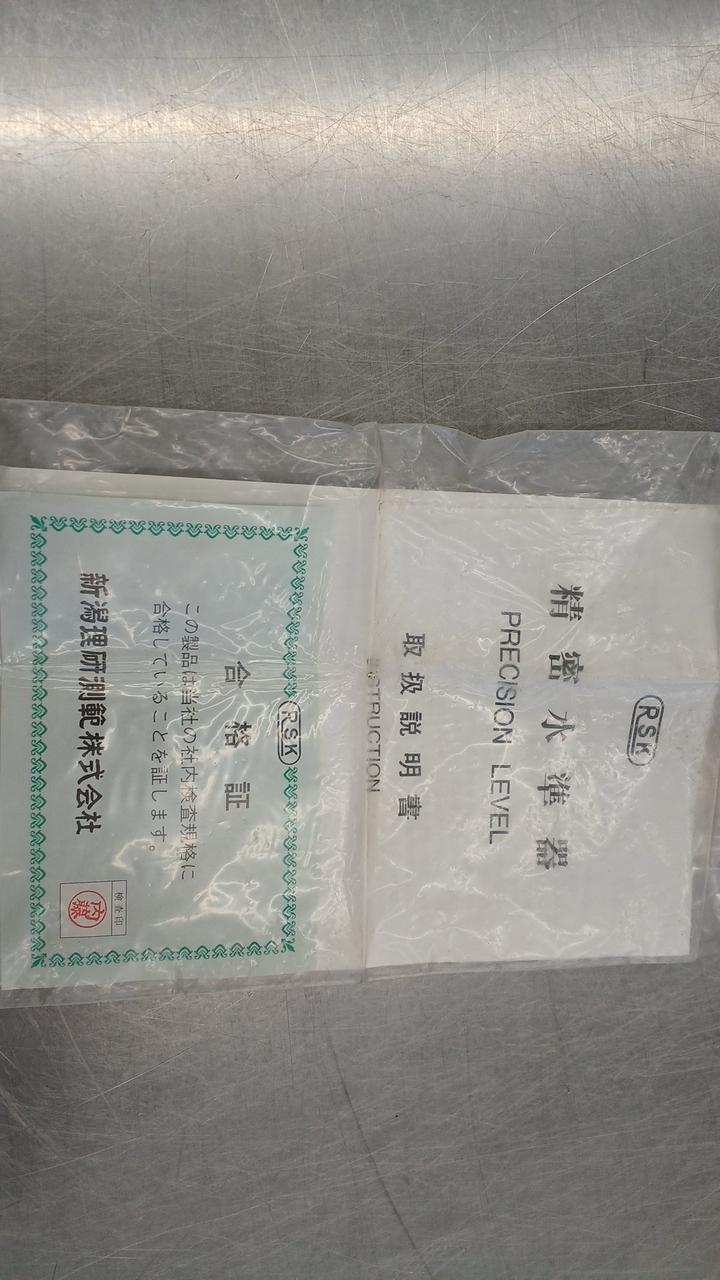 RSK
精密水準器
PRECISION LEVEL
取扱説明書
INSTRUCTION
RSK
合格証
この製品は当社の社内検査規格に
合格していることを証します。
新潟理研測範株式会社
検査印
内藤